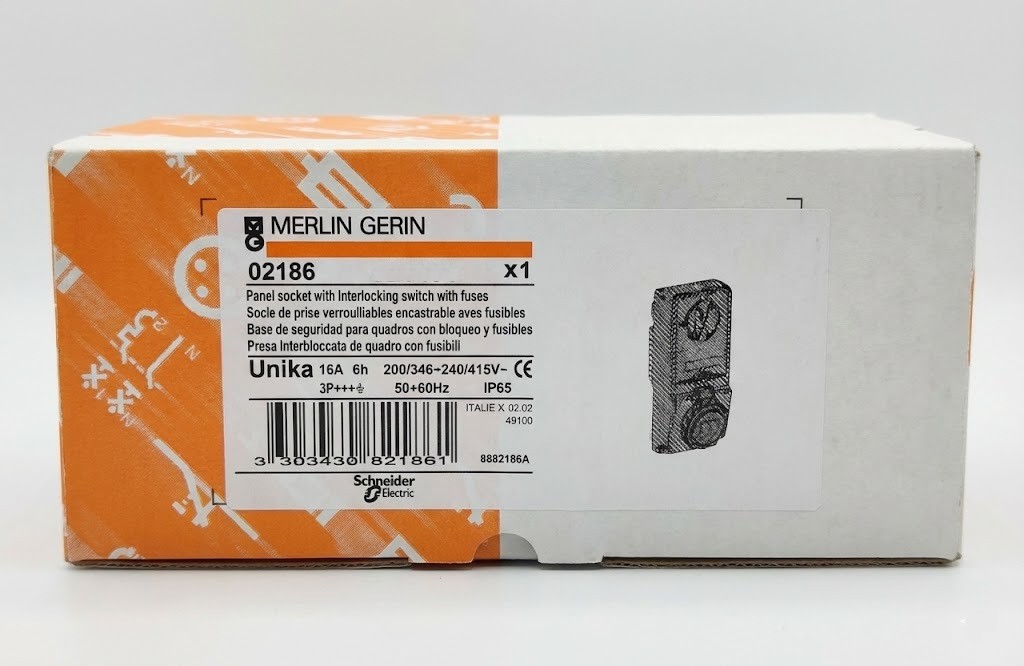 MERLIN GERIN
02186 x1
Panel socket with Interlocking switch with fuses
Socle de prise verroulliables encastrable aves fusibles
Base de seguridad para quadros con bloqueo y fusibles
Presa Interbloccata de quadro con fusibili
Unika 16A 6h 200/346~240/415V~ CE
3P+++⏚ 50+60Hz IP65
ITALIE X 02.02
49100
3 303430 821861
8882186A
Schneider
Electric